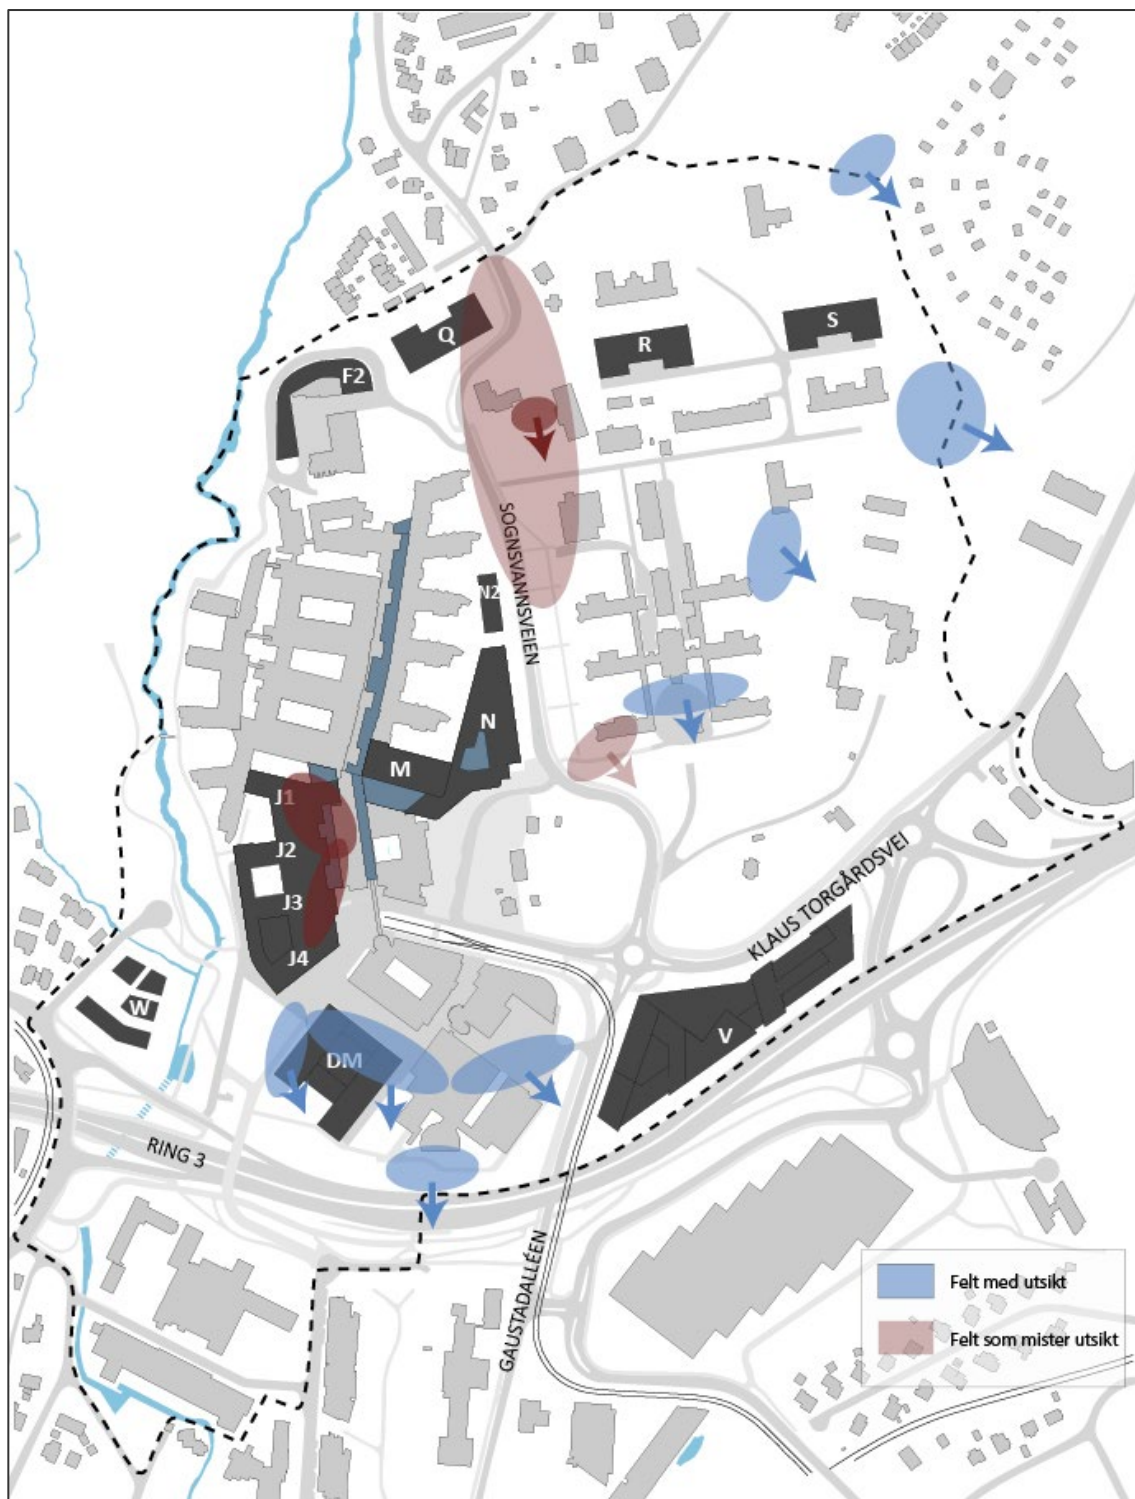 Q
R
S
F2
SOGNSVANNSVEIEN
N2
N
M
J1
J2
J3
J4
KLAUS TORGÅRDSVEI
W
V
DM
RING 3
GAUSTADALLÉEN
Felt med utsikt
Felt som mister utsikt